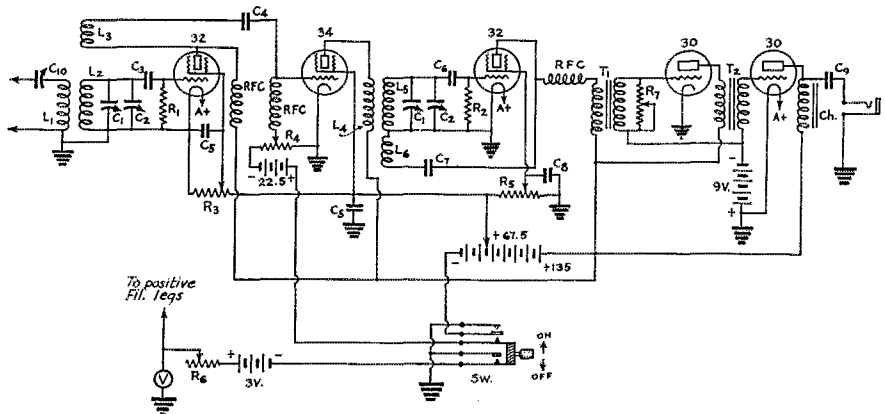 L3
C4
32
34
C6
32
30
30
RFC
T1
T2
C9
C10
L2
C3
R1
A+
RFC
RFC
L5
C1
C2
R2
A+
R7
A+
Ch.
L1
C1
C2
C5
R4
L4
L6
C7
C8
- 22.5 +
R3
C5
R5
- 9V. +
- +67.5 +135
To positive
Fil. legs
V
R6
+ 3V. -
SW.
ON
OFF